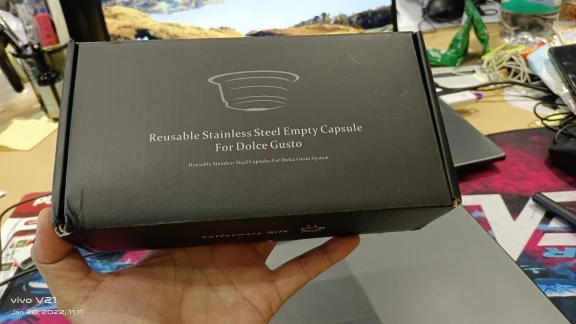 Reusable Stainless Steel Empty Capsule
For Dolce Gusto
Reusable Stainless Steel Capsules For Dolce Gusto System
vivo V21
Jan 20, 2022, 11:11